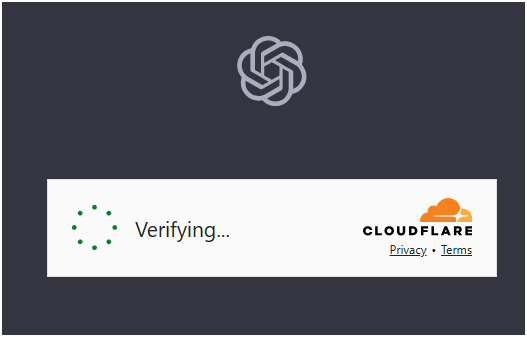 Verifying...
CLOUDFLARE
Privacy • Terms